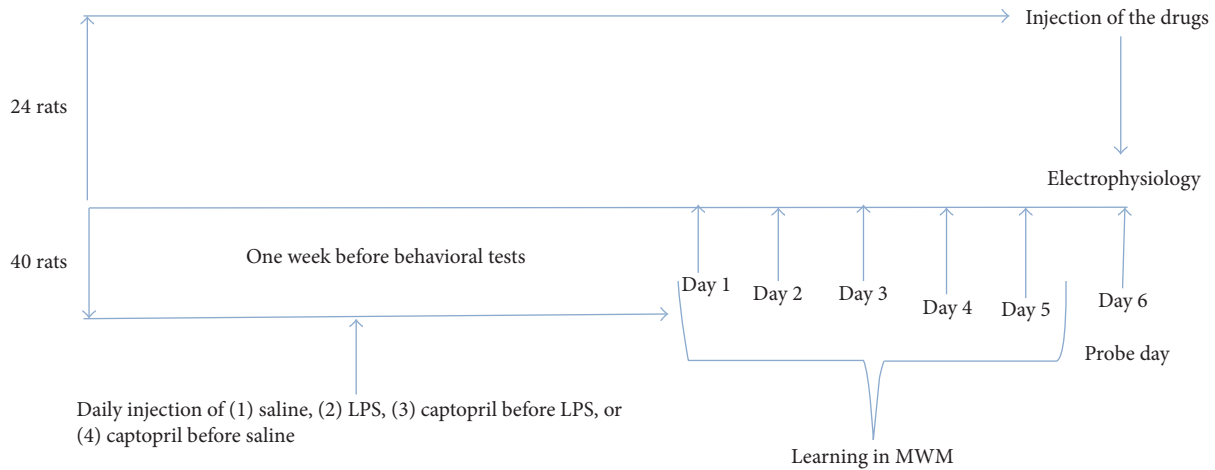 Injection of the drugs
24 rats
Electrophysiology
40 rats
One week before behavioral tests
Day 1
Day 2
Day 3
Day 4
Day 5
Day 6
Probe day
Daily injection of (1) saline, (2) LPS, (3) captopril before LPS, or
(4) captopril before saline
Learning in MWM